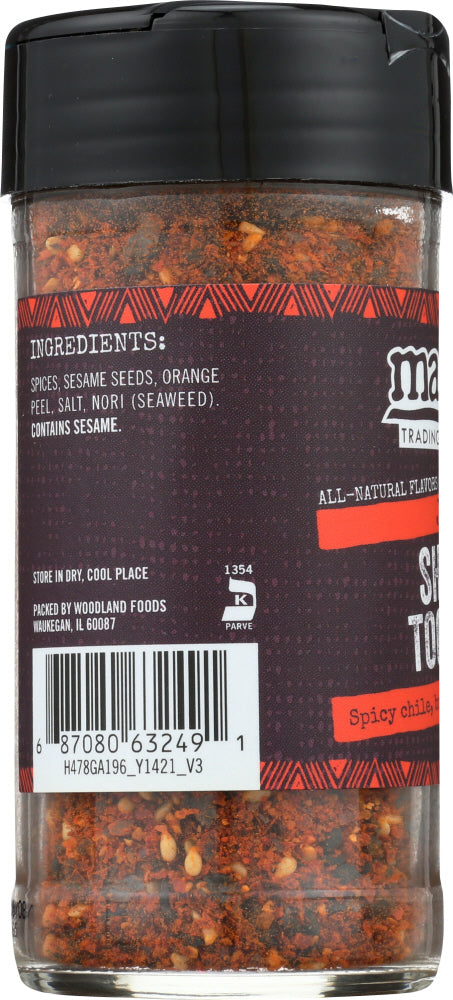 INGREDIENTS:
SPICES, SESAME SEEDS, ORANGE
PEEL, SALT, NORI (SEAWEED).
CONTAINS SESAME.
STORE IN DRY, COOL PLACE
PACKED BY WOODLAND FOODS
WAUKEGAN, IL 60087
1354
K
PARVE
6 87080 63249 1
H478GA196_Y1421_V3
ma
TRADING
ALL-NATURAL FLAVORS
SH
TO
Spicy chile, b